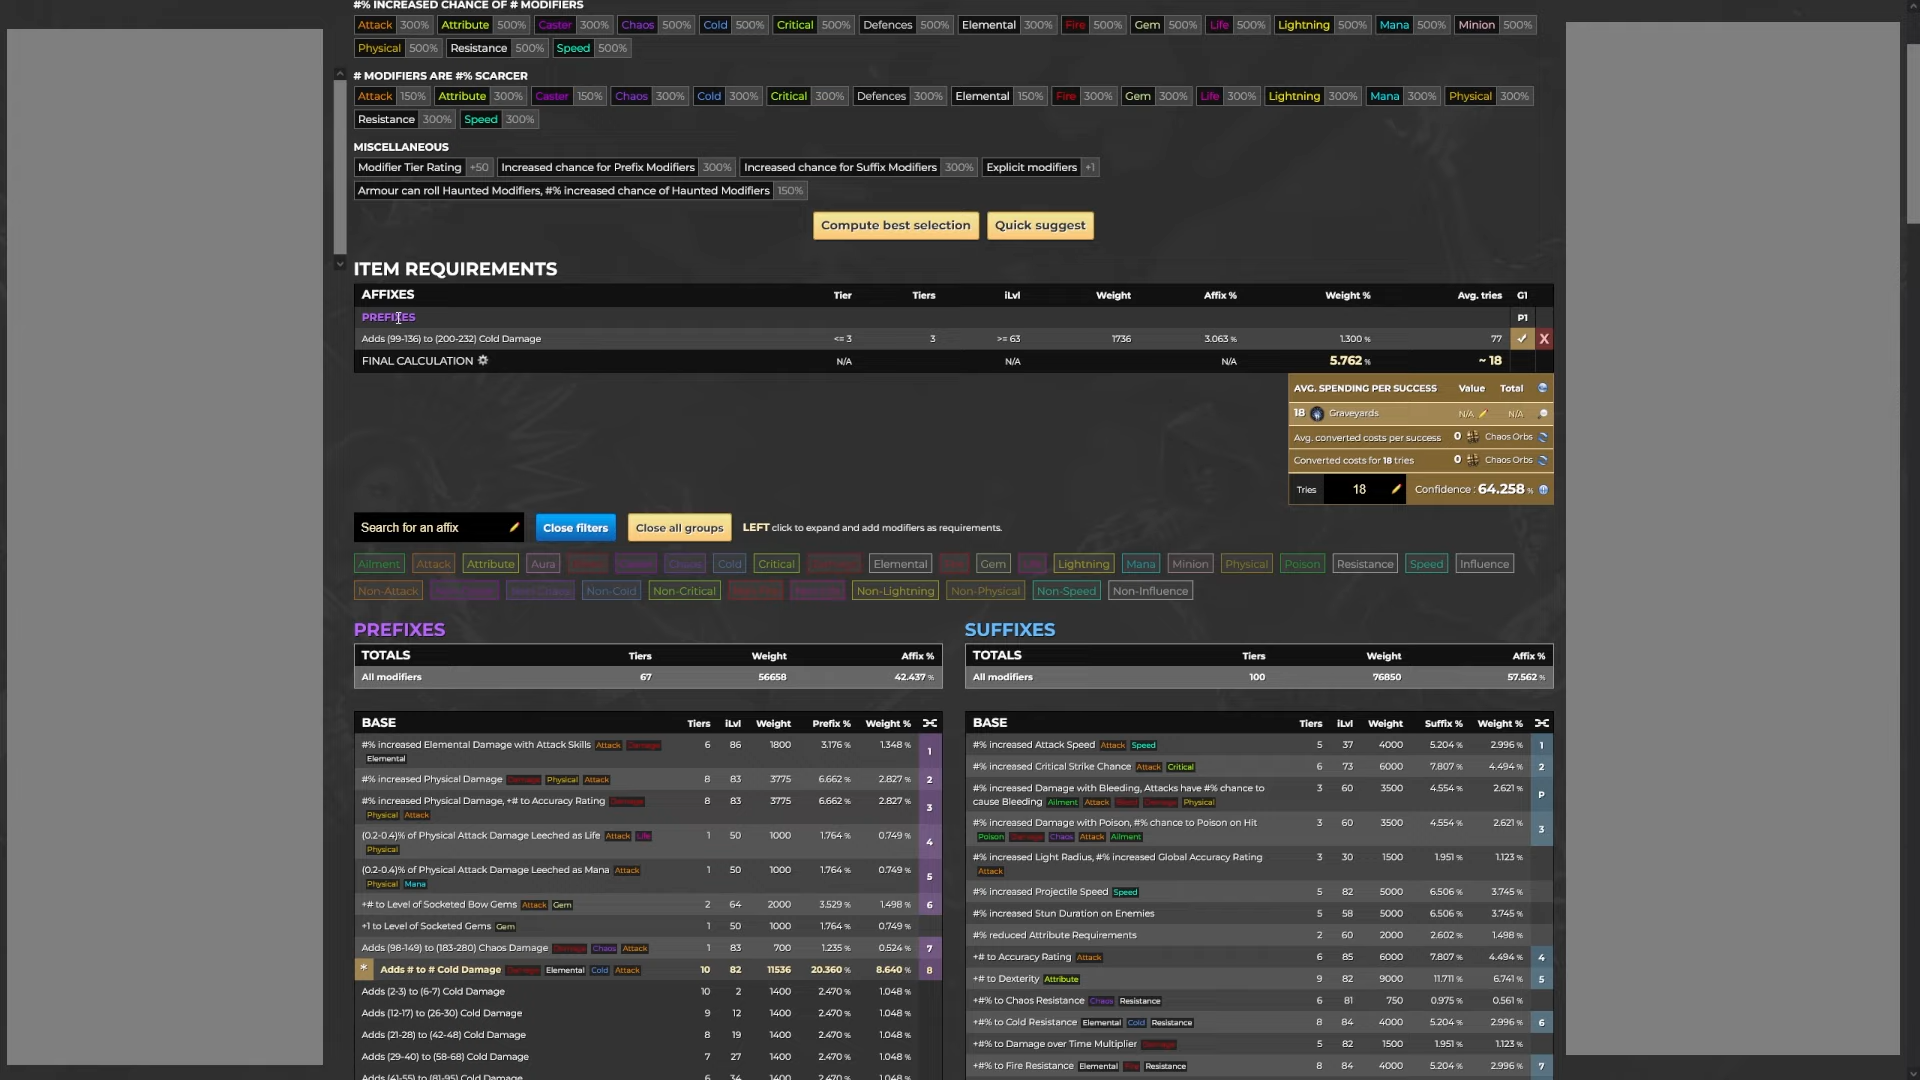 #% INCREASED CHANCE OF # MODIFIERS
Attack 300% Attribute 500% Caster 300% Chaos 500% Cold 500% Critical 500% Defences 500% Elemental 300% Fire 500% Gem 500% Life 500% Lightning 500% Mana 500% Minion 500%
Physical 500% Resistance 500% Speed 500%
# MODIFIERS ARE #% SCARCER
Attack 150% Attribute 300% Caster 150% Chaos 300% Cold 300% Critical 300% Defences 300% Elemental 150% Fire 300% Gem 300% Life 300% Lightning 300% Mana 300% Physical 300%
Resistance 300% Speed 300%
MISCELLANEOUS
Modifier Tier Rating +50 Increased chance for Prefix Modifiers 300% Increased chance for Suffix Modifiers 300% Explicit modifiers +1
Armour can roll Haunted Modifiers, #% increased chance of Haunted Modifiers 150%
Compute best selection Quick suggest
ITEM REQUIREMENTS
AFFIXES Tier Tiers iLvl Weight Affix % Weight % Avg. tries G1
PREFIXES P1
Adds (99-136) to (200-232) Cold Damage <= 3 3 >= 63 1736 3.063 % 1.300 % 77 X
FINAL CALCULATION N/A N/A N/A 5.762 % ~ 18
AVG. SPENDING PER SUCCESS Value Total
18 Graveyards N/A N/A
Avg. converted costs per success 0 Chaos Orbs
Converted costs for 18 tries 0 Chaos Orbs
Tries 18 Confidence : 64.258 %
Search for an affix Close filters Close all groups LEFT click to expand and add modifiers as requirements.
Ailment Attack Attribute Aura Caster Chaos Cold Critical Elemental Gem Lightning Mana Minion Physical Poison Resistance Speed Influence
Non-Attack Non-Chaos Non-Cold Non-Critical Non-Lightning Non-Physical Non-Speed Non-Influence
PREFIXES
TOTALS Tiers Weight Affix %
All modifiers 67 56658 42.437 %
BASE Tiers iLvl Weight Prefix % Weight %
#% increased Elemental Damage with Attack Skills Attack Damage 6 86 1800 3.176 % 1.348 % 1
Elemental
#% increased Physical Damage Damage Physical Attack 8 83 3775 6.662 % 2.827 % 2
#% increased Physical Damage, +# to Accuracy Rating Damage 8 83 3775 6.662 % 2.827 % 3
Physical Attack
(0.2-0.4)% of Physical Attack Damage Leeched as Life Attack Life 1 50 1000 1.764 % 0.749 % 4
Physical
(0.2-0.4)% of Physical Attack Damage Leeched as Mana Attack 1 50 1000 1.764 % 0.749 % 5
Physical Mana
+# to Level of Socketed Bow Gems Attack Gem 2 64 2000 3.529 % 1.498 % 6
+1 to Level of Socketed Gems Gem 1 50 1000 1.764 % 0.749 %
Adds (98-149) to (183-280) Chaos Damage Damage Chaos Attack 1 83 700 1.235 % 0.524 % 7
* Adds # to # Cold Damage Damage Elemental Cold Attack 10 82 11536 20.360 % 8.640 % 8
Adds (2-3) to (6-7) Cold Damage 10 2 1400 2.470 % 1.048 %
Adds (12-17) to (26-30) Cold Damage 9 12 1400 2.470 % 1.048 %
Adds (21-28) to (42-48) Cold Damage 8 19 1400 2.470 % 1.048 %
Adds (29-40) to (58-68) Cold Damage 7 27 1400 2.470 % 1.048 %
Adds (41-55) to (81-95) Cold Damage 6 34 1400 2.470 % 1.048 %
SUFFIXES
TOTALS Tiers Weight Affix %
All modifiers 100 76850 57.562 %
BASE Tiers iLvl Weight Suffix % Weight %
#% increased Attack Speed Attack Speed 5 37 4000 5.204 % 2.996 % 1
#% increased Critical Strike Chance Attack Critical 6 73 6000 7.807 % 4.494 % 2
#% increased Damage with Bleeding, Attacks have #% chance to 3 60 3500 4.554 % 2.621 % P
cause Bleeding Ailment Attack Bleed Damage Physical
#% increased Damage with Poison, #% chance to Poison on Hit 3 60 3500 4.554 % 2.621 % 3
Poison Damage Chaos Attack Ailment
#% increased Light Radius, #% increased Global Accuracy Rating 3 30 1500 1.951 % 1.123 %
Attack
#% increased Projectile Speed Speed 5 82 5000 6.506 % 3.745 %
#% increased Stun Duration on Enemies 5 58 5000 6.506 % 3.745 %
#% reduced Attribute Requirements 2 60 2000 2.602 % 1.498 %
+# to Accuracy Rating Attack 6 85 6000 7.807 % 4.494 % 4
+# to Dexterity Attribute 9 82 9000 11.711 % 6.741 % 5
+#% to Chaos Resistance Chaos Resistance 6 81 750 0.975 % 0.561 %
+#% to Cold Resistance Elemental Cold Resistance 8 84 4000 5.204 % 2.996 % 6
+#% to Damage over Time Multiplier Damage 5 82 1500 1.951 % 1.123 %
+#% to Fire Resistance Elemental Fire Resistance 8 84 4000 5.204 % 2.996 % 7